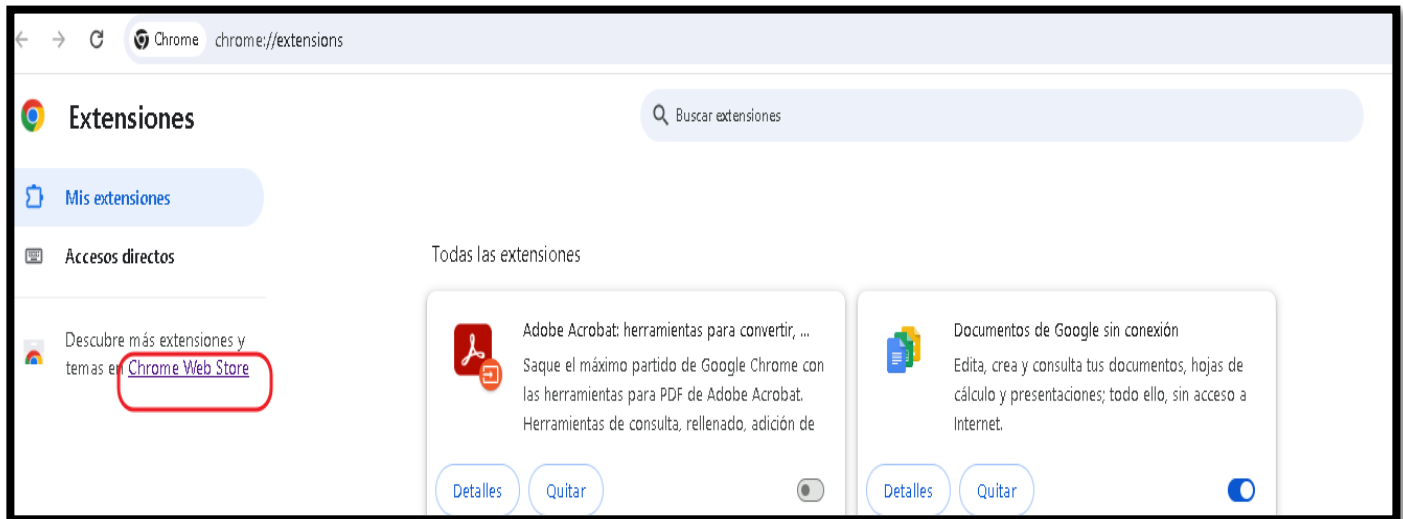 Chrome chrome://extensions
Extensiones
Buscar extensiones
Mis extensiones
Accesos directos
Descubre más extensiones y
temas en Chrome Web Store
Todas las extensiones
Adobe Acrobat: herramientas para convertir, ...
Saque el máximo partido de Google Chrome con
las herramientas para PDF de Adobe Acrobat.
Herramientas de consulta, rellenado, adición de
Detalles Quitar
Documentos de Google sin conexión
Edita, crea y consulta tus documentos, hojas de
cálculo y presentaciones; todo ello, sin acceso a
Internet.
Detalles Quitar